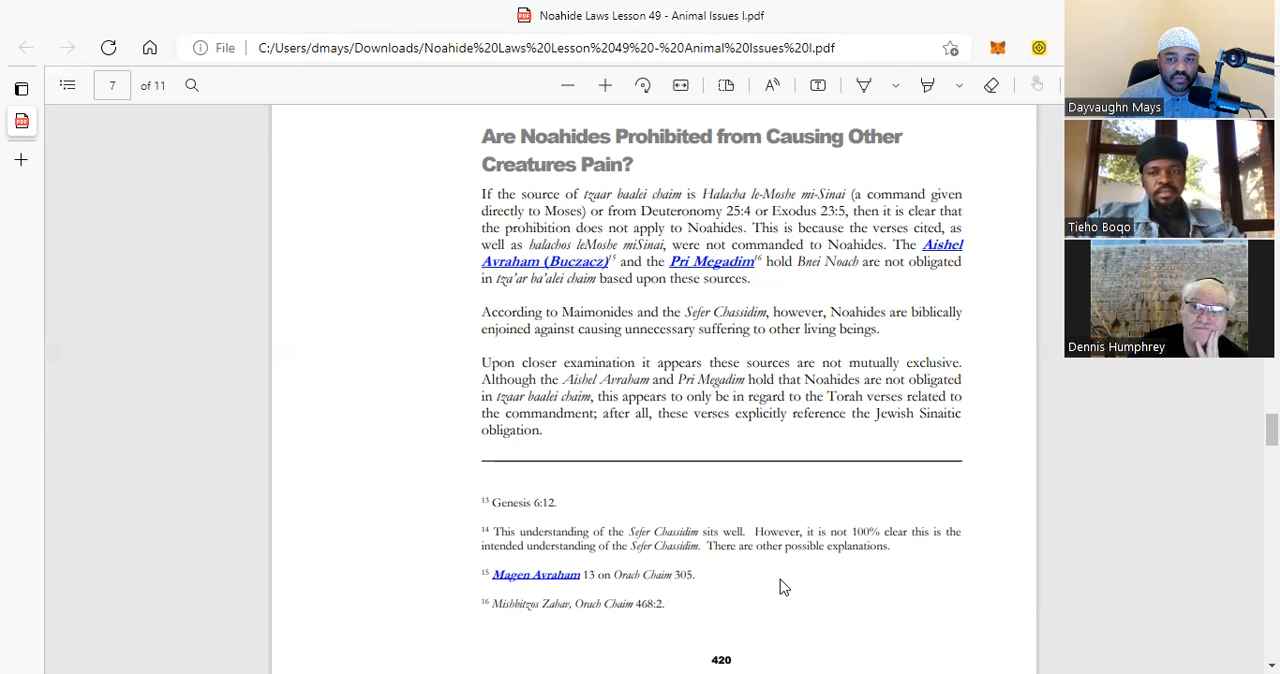 Noahide Laws Lesson 49 - Animal Issues I.pdf
File
C:/Users/dmays/Downloads/Noahide%20Laws%20Lesson%2049%20-%20Animal%20Issues%20I.pdf
7 of 11
Are Noahides Prohibited from Causing Other
Creatures Pain?
If the source of tzaar baalei chaim is Halacha le-Moshe mi-Sinai (a command given
directly to Moses) or from Deuteronomy 25:4 or Exodus 23:5, then it is clear that
the prohibition does not apply to Noahides. This is because the verses cited, as
well as halachos leMoshe miSinai, were not commanded to Noahides. The Aishel
Avraham (Buczacz)15 and the Pri Megadim16 hold Bnei Noach are not obligated
in tza'ar ba'alei chaim based upon these sources.
According to Maimonides and the Sefer Chassidim, however, Noahides are biblically
enjoined against causing unnecessary suffering to other living beings.
Upon closer examination it appears these sources are not mutually exclusive.
Although the Aishel Avraham and Pri Megadim hold that Noahides are not obligated
in tzaar baalei chaim, this appears to only be in regard to the Torah verses related to
the commandment; after all, these verses explicitly reference the Jewish Sinaitic
obligation.
13 Genesis 6:12.
14 This understanding of the Sefer Chassidim sits well. However, it is not 100% clear this is the
intended understanding of the Sefer Chassidim. There are other possible explanations.
15 Magen Avraham 13 on Orach Chaim 305.
16 Mishbitzos Zahav, Orach Chaim 468:2.
420
Dayvaughn Mays
Tieho Boqo
Dennis Humphrey